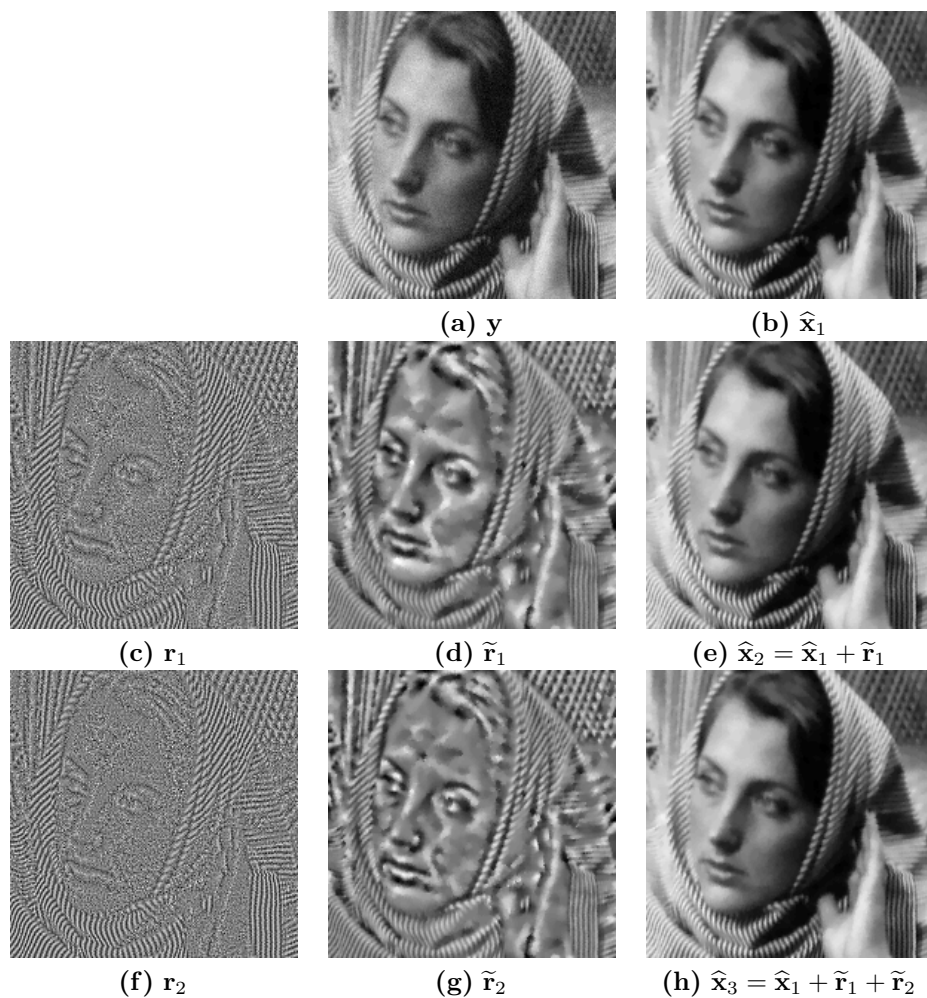 (a) y
(b) x̂₁
(c) r₁
(d) r̃₁
(e) x̂₂ = x̂₁ + r̃₁
(f) r₂
(g) r̃₂
(h) x̂₃ = x̂₁ + r̃₁ + r̃₂